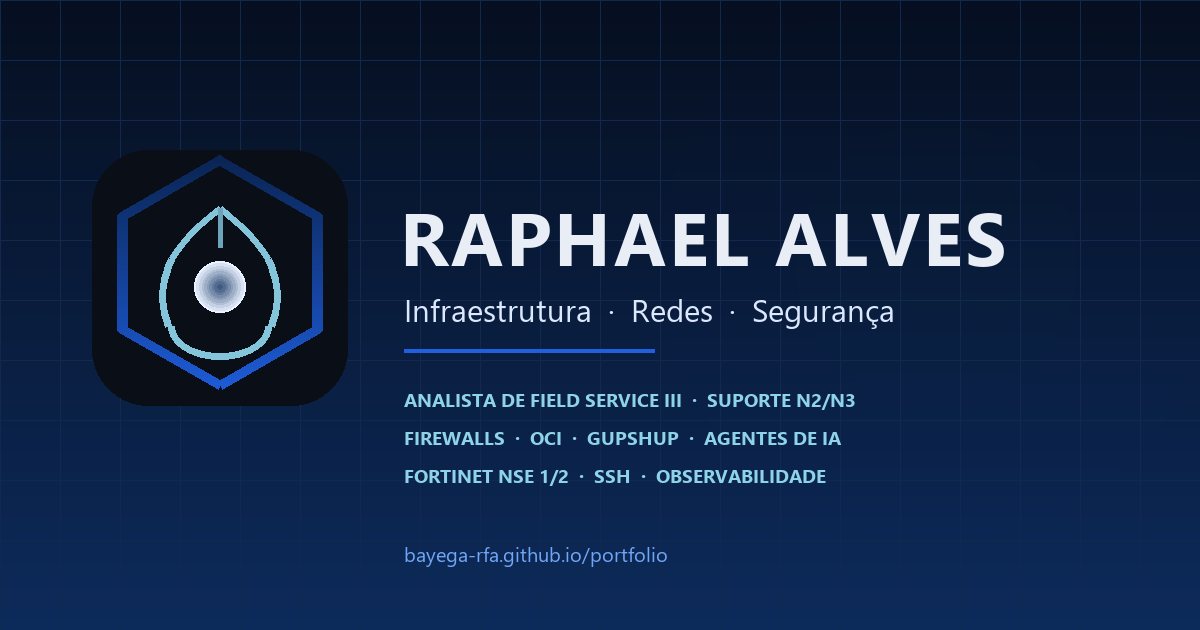 RAPHAEL ALVES
Infraestrutura · Redes · Segurança
ANALISTA DE FIELD SERVICE III · SUPORTE N2/N3
FIREWALLS · OCI · GUPSHUP · AGENTES DE IA
FORTINET NSE 1/2 · SSH · OBSERVABILIDADE
bayega-rfa.github.io/portfolio